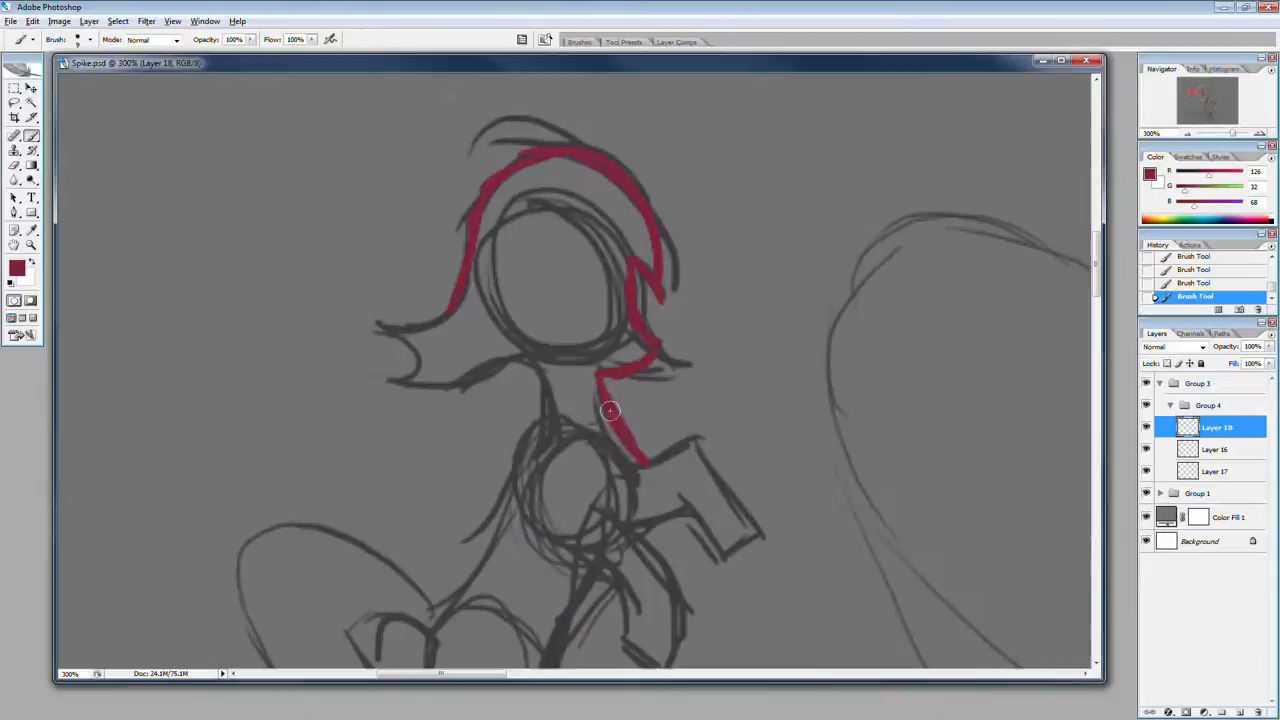 Adobe Photoshop
File Edit Image Layer Select Filter View Window Help
Brush: 9 Mode: Normal Opacity: 100% Flow: 100% Brushes Tool Presets Layer Comps
Spike.psd @ 300% (Layer 18, RGB/8)
Navigator Info Histogram
300%
Color Swatches Styles
R 126
G 32
B 68
History Actions
Brush Tool
Brush Tool
Brush Tool
Brush Tool
Layers Channels Paths
Normal Opacity: 100%
Lock: Fill: 100%
Group 3
Group 4
Layer 18
Layer 16
Layer 17
Group 1
Color Fill 1
Background
300% Doc: 24.1M/75.1M